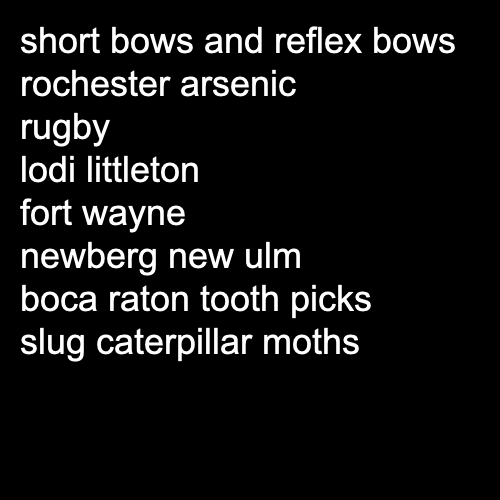 short bows and reflex bows
rochester arsenic
rugby
lodi littleton
fort wayne
newberg new ulm
boca raton tooth picks
slug caterpillar moths